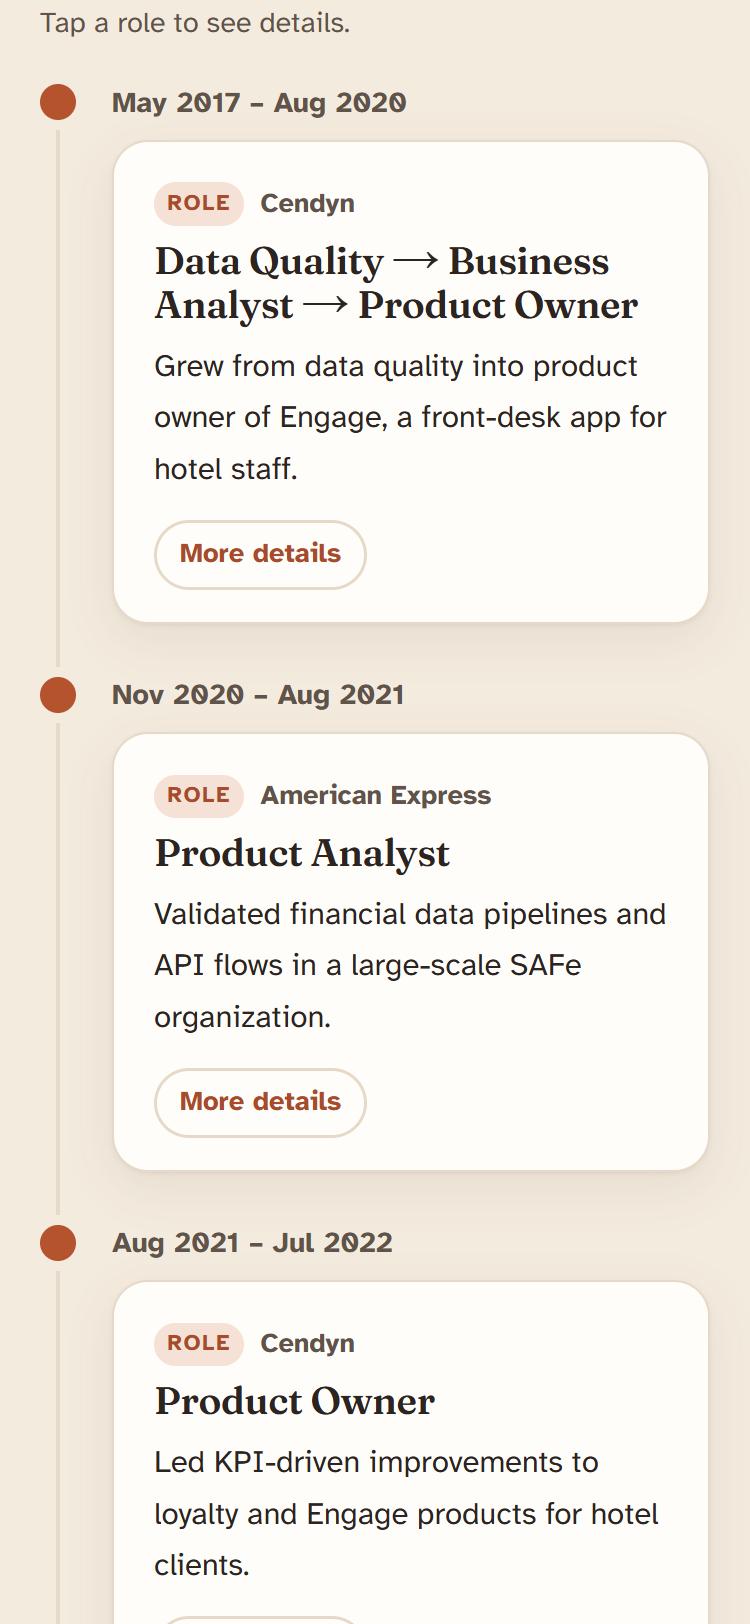 Tap a role to see details.
May 2017 – Aug 2020
ROLE Cendyn
Data Quality → Business
Analyst → Product Owner
Grew from data quality into product
owner of Engage, a front-desk app for
hotel staff.
More details
Nov 2020 – Aug 2021
ROLE American Express
Product Analyst
Validated financial data pipelines and
API flows in a large-scale SAFe
organization.
More details
Aug 2021 – Jul 2022
ROLE Cendyn
Product Owner
Led KPI-driven improvements to
loyalty and Engage products for hotel
clients.